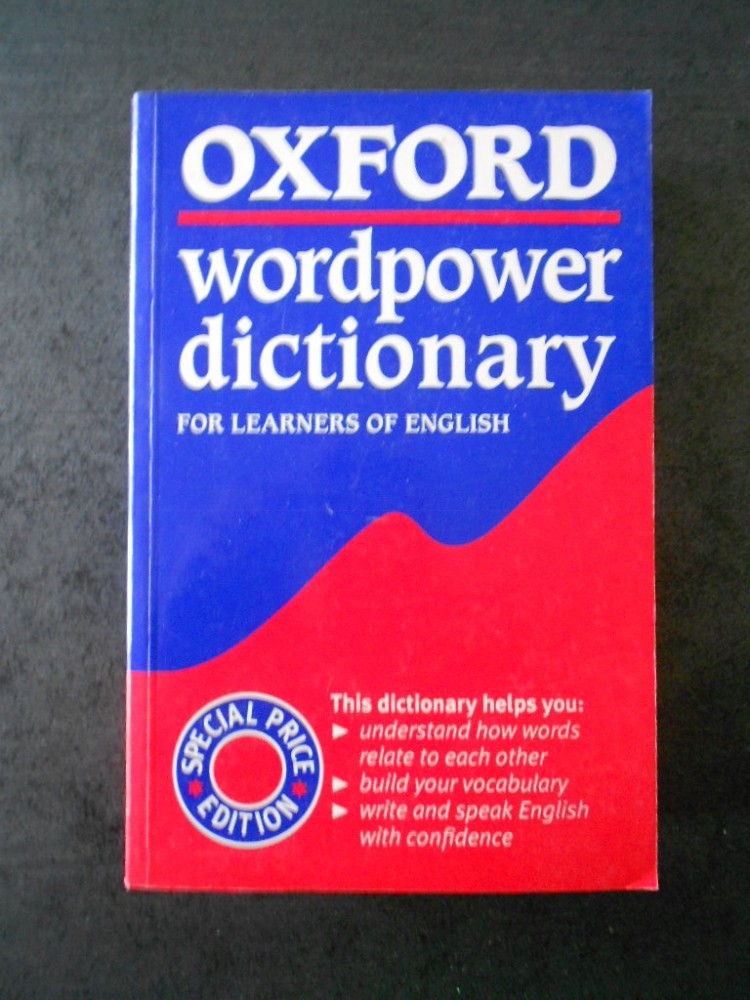 OXFORD
wordpower
dictionary
FOR LEARNERS OF ENGLISH
SPECIAL PRICE
EDITION
This dictionary helps you:
► understand how words
relate to each other
► build your vocabulary
► write and speak English
with confidence